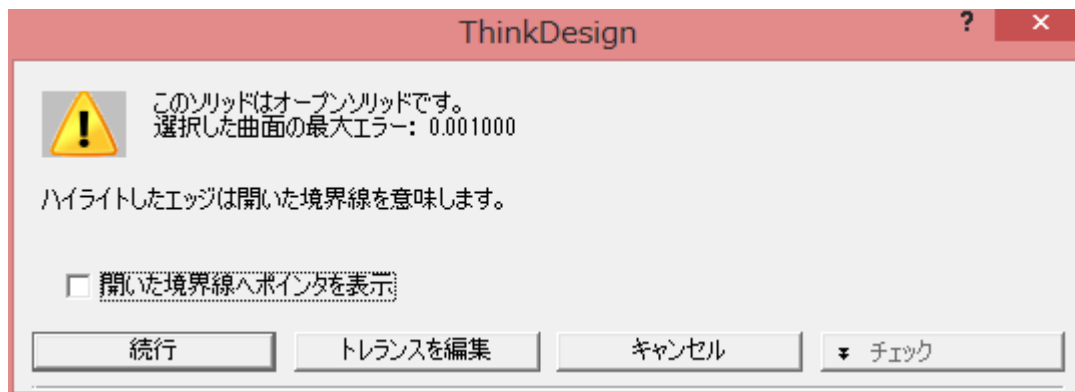 ThinkDesign
? ×
このソリッドはオープンソリッドです。
選択した曲面の最大エラー: 0.001000
ハイライトしたエッジは開いた境界線を意味します。
開いた境界線へポインタを表示
続行 トレランスを編集 キャンセル チェック